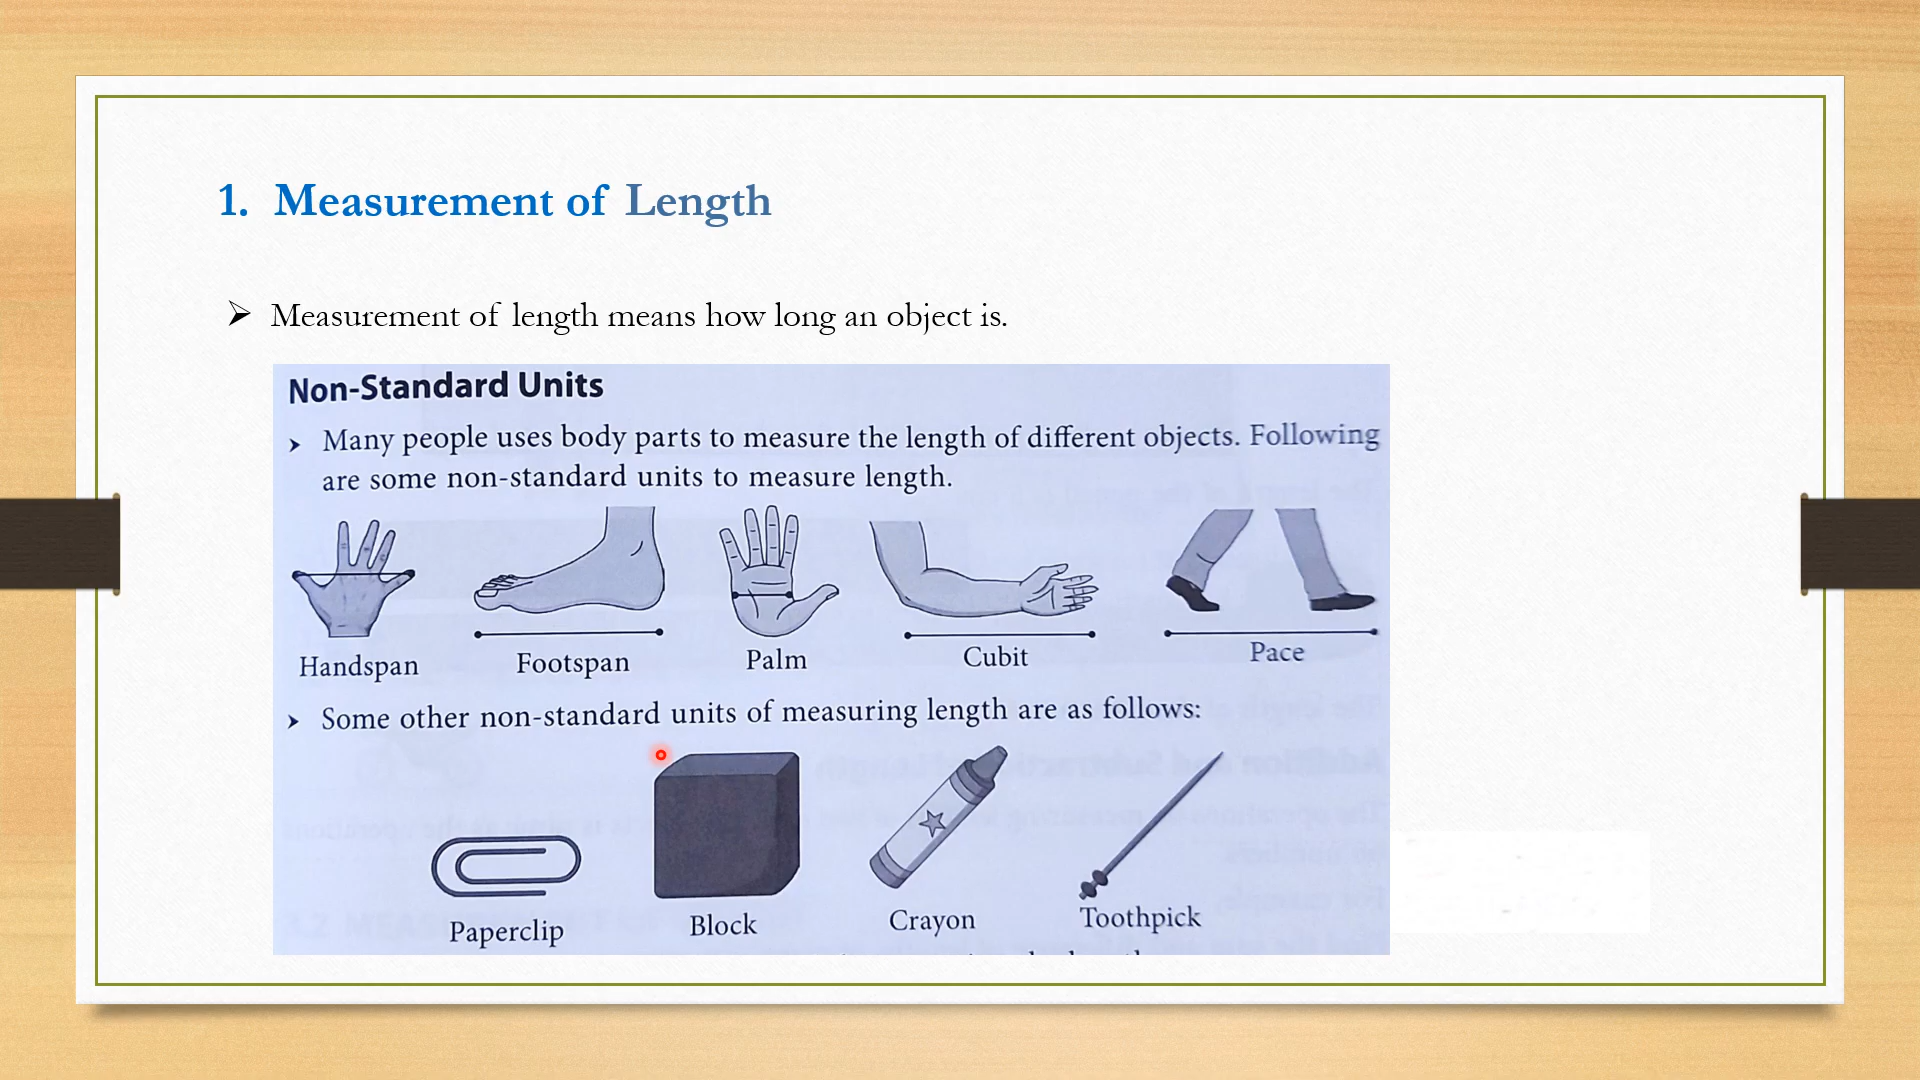 1. Measurement of Length
➢ Measurement of length means how long an object is.
Non-Standard Units
➤ Many people uses body parts to measure the length of different objects. Following
are some non-standard units to measure length.
Handspan Footspan Palm Cubit Pace
➤ Some other non-standard units of measuring length are as follows:
Paperclip Block Crayon Toothpick